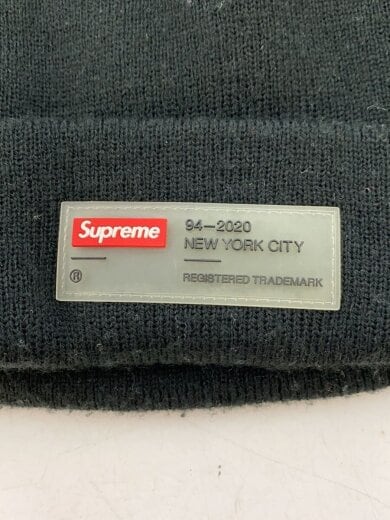 Supreme
94—2020
NEW YORK CITY
®
REGISTERED TRADEMARK